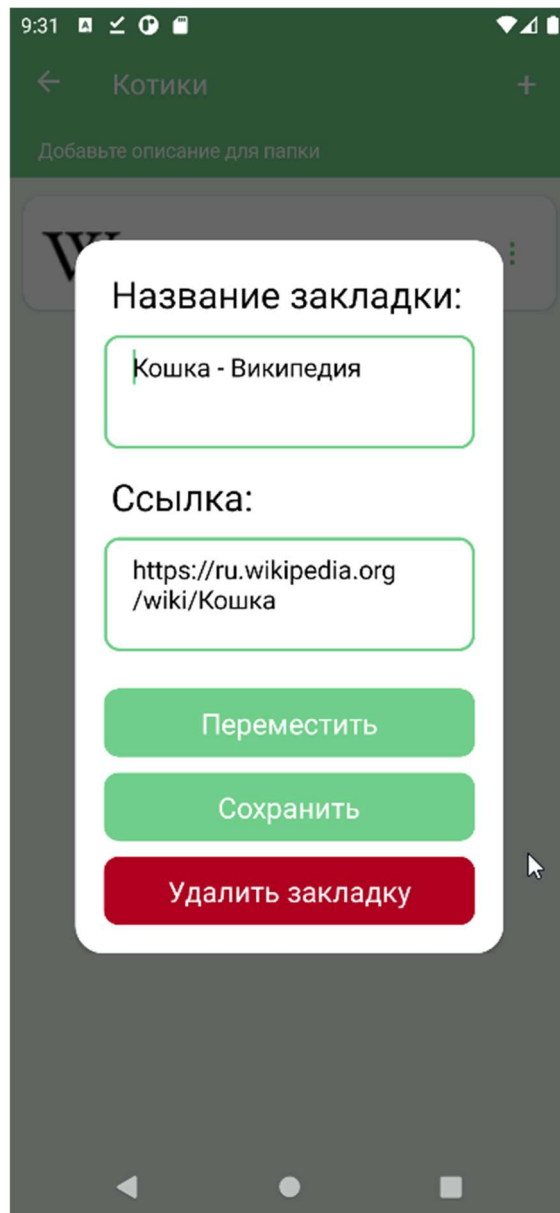 9:31
Котики
Добавьте описание для папки
W
Название закладки:
Кошка - Википедия
Ссылка:
https://ru.wikipedia.org
/wiki/Кошка
Переместить
Сохранить
Удалить закладку